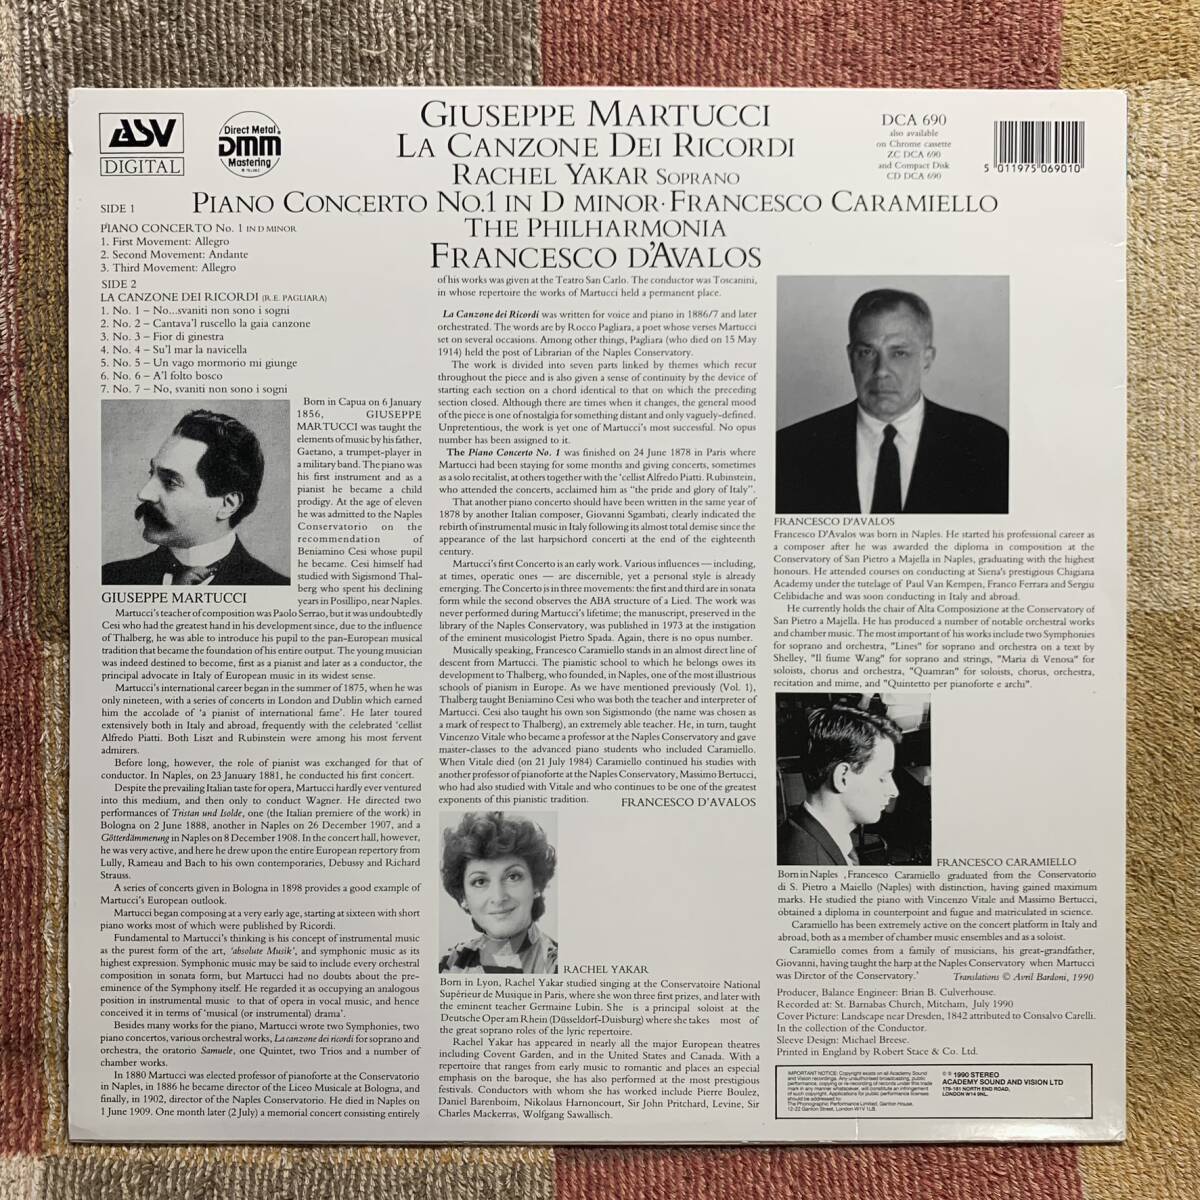 ASV
DIGITAL
Direct Metal
DMM
Mastering
GIUSEPPE MARTUCCI
LA CANZONE DEI RICORDI
RACHEL YAKAR SOPRANO
PIANO CONCERTO NO.1 IN D MINOR · FRANCESCO CARAMIELLO
THE PHILHARMONIA
FRANCESCO D'AVALOS
DCA 690
also available
on Chrome cassette
ZC DCA 690
and Compact Disk
CD DCA 690
5 011975 069010
SIDE 1
PIANO CONCERTO No. 1 IN D MINOR
1. First Movement: Allegro
2. Second Movement: Andante
3. Third Movement: Allegro
SIDE 2
LA CANZONE DEI RICORDI (R.E. PAGLIARA)
1. No. 1 – No...svaniti non sono i sogni
2. No. 2 – Cantava'l ruscello la gaia canzone
3. No. 3 – Fior di ginestra
4. No. 4 – Su'l mar la navicella
5. No. 5 – Un vago mormorio mi giunge
6. No. 6 – A'l folto bosco
7. No. 7 – No, svaniti non sono i sogni
Born in Capua on 6 January
1856, GIUSEPPE
MARTUCCI was taught the
elements of music by his father,
Gaetano, a trumpet-player in
a military band. The piano was
his first instrument and as a
pianist he became a child
prodigy. At the age of eleven
he was admitted to the Naples
Conservatorio on the
recommendation of
Beniamino Cesi whose pupil
he became. Cesi himself had
studied with Sigismond Thal-
berg who spent his declining
years in Posillipo, near Naples.
GIUSEPPE MARTUCCI
Martucci's teacher of composition was Paolo Serrao, but it was undoubtedly
Cesi who had the greatest hand in his development since, due to the influence
of Thalberg, he was able to introduce his pupil to the pan-European musical
tradition that became the foundation of his entire output. The young musician
was indeed destined to become, first as a pianist and later as a conductor, the
principal advocate in Italy of European music in its widest sense.
Martucci's international career began in the summer of 1875, when he was
only nineteen, with a series of concerts in London and Dublin which earned
him the accolade of 'a pianist of international fame'. He later toured
extensively both in Italy and abroad, frequently with the celebrated 'cellist
Alfredo Piatti. Both Liszt and Rubinstein were among his most fervent
admirers.
Before long, however, the role of pianist was exchanged for that of
conductor. In Naples, on 23 January 1881, he conducted his first concert.
Despite the prevailing Italian taste for opera, Martucci hardly ever ventured
into this medium, and then only to conduct Wagner. He directed two
performances of Tristan und Isolde, one (the Italian premiere of the work) in
Bologna on 2 June 1888, another in Naples on 26 December 1907, and a
Götterdämmerung in Naples on 8 December 1908. In the concert hall, however,
he was very active, and here he drew upon the entire European repertory from
Lully, Rameau and Bach to his own contemporaries, Debussy and Richard
Strauss.
A series of concerts given in Bologna in 1898 provides a good example of
Martucci's European outlook.
Martucci began composing at a very early age, starting at sixteen with short
piano works most of which were published by Ricordi.
Fundamental to Martucci's thinking is his concept of instrumental music
as the purest form of the art, 'absolute Musik', and symphonic music as its
highest expression. Symphonic music may be said to include every orchestral
composition in sonata form, but Martucci had no doubts about the pre-
eminence of the Symphony itself. He regarded it as occupying an analogous
position in instrumental music to that of opera in vocal music, and hence
conceived it in terms of 'musical (or instrumental) drama'.
Besides many works for the piano, Martucci wrote two Symphonies, two
piano concertos, various orchestral works, La canzone dei ricordi for soprano and
orchestra, the oratorio Samuele, one Quintet, two Trios and a number of
chamber works.
In 1880 Martucci was elected professor of pianoforte at the Conservatorio
in Naples, in 1886 he became director of the Liceo Musicale at Bologna, and
finally, in 1902, director of the Naples Conservatorio. He died in Naples on
1 June 1909. One month later (2 July) a memorial concert consisting entirely
of his works was given at the Teatro San Carlo. The conductor was Toscanini,
in whose repertoire the works of Martucci held a permanent place.
La Canzone dei Ricordi was written for voice and piano in 1886/7 and later
orchestrated. The words are by Rocco Pagliara, a poet whose verses Martucci
set on several occasions. Among other things, Pagliara (who died on 15 May
1914) held the post of Librarian of the Naples Conservatory.
The work is divided into seven parts linked by themes which recur
throughout the piece and is also given a sense of continuity by the device of
starting each section on a chord identical to that on which the preceding
section closed. Although there are times when it changes, the general mood
of the piece is one of nostalgia for something distant and only vaguely-defined.
Unpretentious, the work is yet one of Martucci's most successful. No opus
number has been assigned to it.
The Piano Concerto No. 1 was finished on 24 June 1878 in Paris where
Martucci had been staying for some months and giving concerts, sometimes
as a solo recitalist, at others together with the 'cellist Alfredo Piatti. Rubinstein,
who attended the concerts, acclaimed him as "the pride and glory of Italy".
That another piano concerto should have been written in the same year of
1878 by another Italian composer, Giovanni Sgambati, clearly indicated the
rebirth of instrumental music in Italy following its almost total demise since the
appearance of the last harpsichord concerti at the end of the eighteenth
century.
Martucci's first Concerto is an early work. Various influences — including,
at times, operatic ones — are discernible, yet a personal style is already
emerging. The Concerto is in three movements: the first and third are in sonata
form while the second observes the ABA structure of a Lied. The work was
never performed during Martucci's lifetime; the manuscript, preserved in the
library of the Naples Conservatory, was published in 1973 at the instigation
of the eminent musicologist Pietro Spada. Again, there is no opus number.
Musically speaking, Francesco Caramiello stands in an almost direct line of
descent from Martucci. The pianistic school to which he belongs owes its
development to Thalberg, who founded, in Naples, one of the most illustrious
schools of pianism in Europe. As we have mentioned previously (Vol. 1),
Thalberg taught Beniamino Cesi who was both the teacher and interpreter of
Martucci. Cesi also taught his own son Sigismondo (the name was chosen as
a mark of respect to Thalberg), an extremely able teacher. He, in turn, taught
Vincenzo Vitale who became a professor at the Naples Conservatory and gave
master-classes to the advanced piano students who included Caramiello.
When Vitale died (on 21 July 1984) Caramiello continued his studies with
another professor of pianoforte at the Naples Conservatory, Massimo Bertucci,
who had also studied with Vitale and who continues to be one of the greatest
exponents of this pianistic tradition. FRANCESCO D'AVALOS
RACHEL YAKAR
Born in Lyon, Rachel Yakar studied singing at the Conservatoire National
Supérieur de Musique in Paris, where she won three first prizes, and later with
the eminent teacher Germaine Lubin. She is a principal soloist at the
Deutsche Oper am Rhein (Düsseldorf-Duisburg) where she takes most of
the great soprano roles of the lyric repertoire.
Rachel Yakar has appeared in nearly all the major European theatres
including Covent Garden, and in the United States and Canada. With a
repertoire that ranges from early music to romantic and places an especial
emphasis on the baroque, she has also performed at the most prestigious
festivals. Conductors with whom she has worked include Pierre Boulez,
Daniel Barenboim, Nikolaus Harnoncourt, Sir John Pritchard, Levine, Sir
Charles Mackerras, Wolfgang Sawallisch.
FRANCESCO D'AVALOS
Francesco D'Avalos was born in Naples. He started his professional career as
a composer after he was awarded the diploma in composition at the
Conservatory of San Pietro a Majella in Naples, graduating with the highest
honours. He attended courses on conducting at Siena's prestigious Chigiana
Academy under the tutelage of Paul Van Kempen, Franco Ferrara and Sergiu
Celibidache and was soon conducting in Italy and abroad.
He currently holds the chair of Alta Composizione at the Conservatory of
San Pietro a Majella. He has produced a number of notable orchestral works
and chamber music. The most important of his works include two Symphonies
for soprano and orchestra, "Lines" for soprano and orchestra on a text by
Shelley, "Il fiume Wang" for soprano and strings, "Maria di Venosa" for
soloists, chorus and orchestra, "Qumran" for soloists, chorus, orchestra,
recitation and mime, and "Quintetto per pianoforte e archi".
FRANCESCO CARAMIELLO
Born in Naples , Francesco Caramiello graduated from the Conservatorio
di S. Pietro a Maiello (Naples) with distinction, having gained maximum
marks. He studied the piano with Vincenzo Vitale and Massimo Bertucci,
obtained a diploma in counterpoint and fugue and matriculated in science.
Caramiello has been extremely active on the concert platform in Italy and
abroad, both as a member of chamber music ensembles and as a soloist.
Caramiello comes from a family of musicians, his great-grandfather,
Giovanni, having taught the harp at the Naples Conservatory when Martucci
was Dirctor of the Conservatory.' Translations © Avril Bardoni, 1990
Producer, Balance Engineer: Brian B. Culverhouse.
Recorded at: St. Barnabas Church, Mitcham, July 1990
Cover Picture: Landscape near Dresden, 1842 attributed to Consalvo Carelli.
In the collection of the Conductor.
Sleeve Design: Michael Breese.
Printed in England by Robert Stace & Co. Ltd.
IMPORTANT NOTICE: Copyright exists on all Academy Sound
and Vision recordings. Any unauthorised broadcasting, public
performance, copying or re-recording of records under this trade
mark in any manner whatsoever, will constitute an infringement
of such copyright. Applications for public performance licences
should be addressed to:
The Phonographic Performance Limited, Ganton House,
12-22 Ganton Street, London W1V 1LB.
℗ © 1990 STEREO
ACADEMY SOUND AND VISION LTD
179-181 NORTH END ROAD,
LONDON W14 9NL.